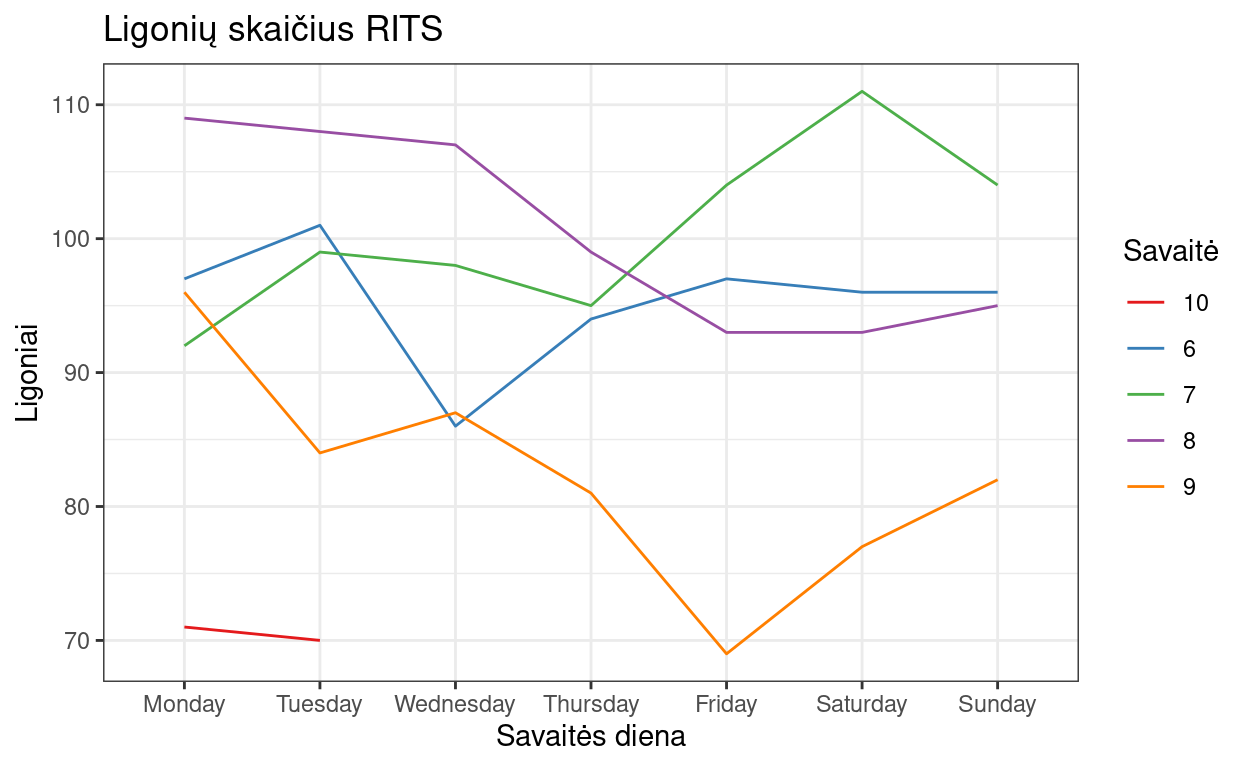 Ligonių skaičius RITS
110
100
90
80
70
Ligoniai
Monday Tuesday Wednesday Thursday Friday Saturday Sunday
Savaitės diena
Savaitė
10
6
7
8
9